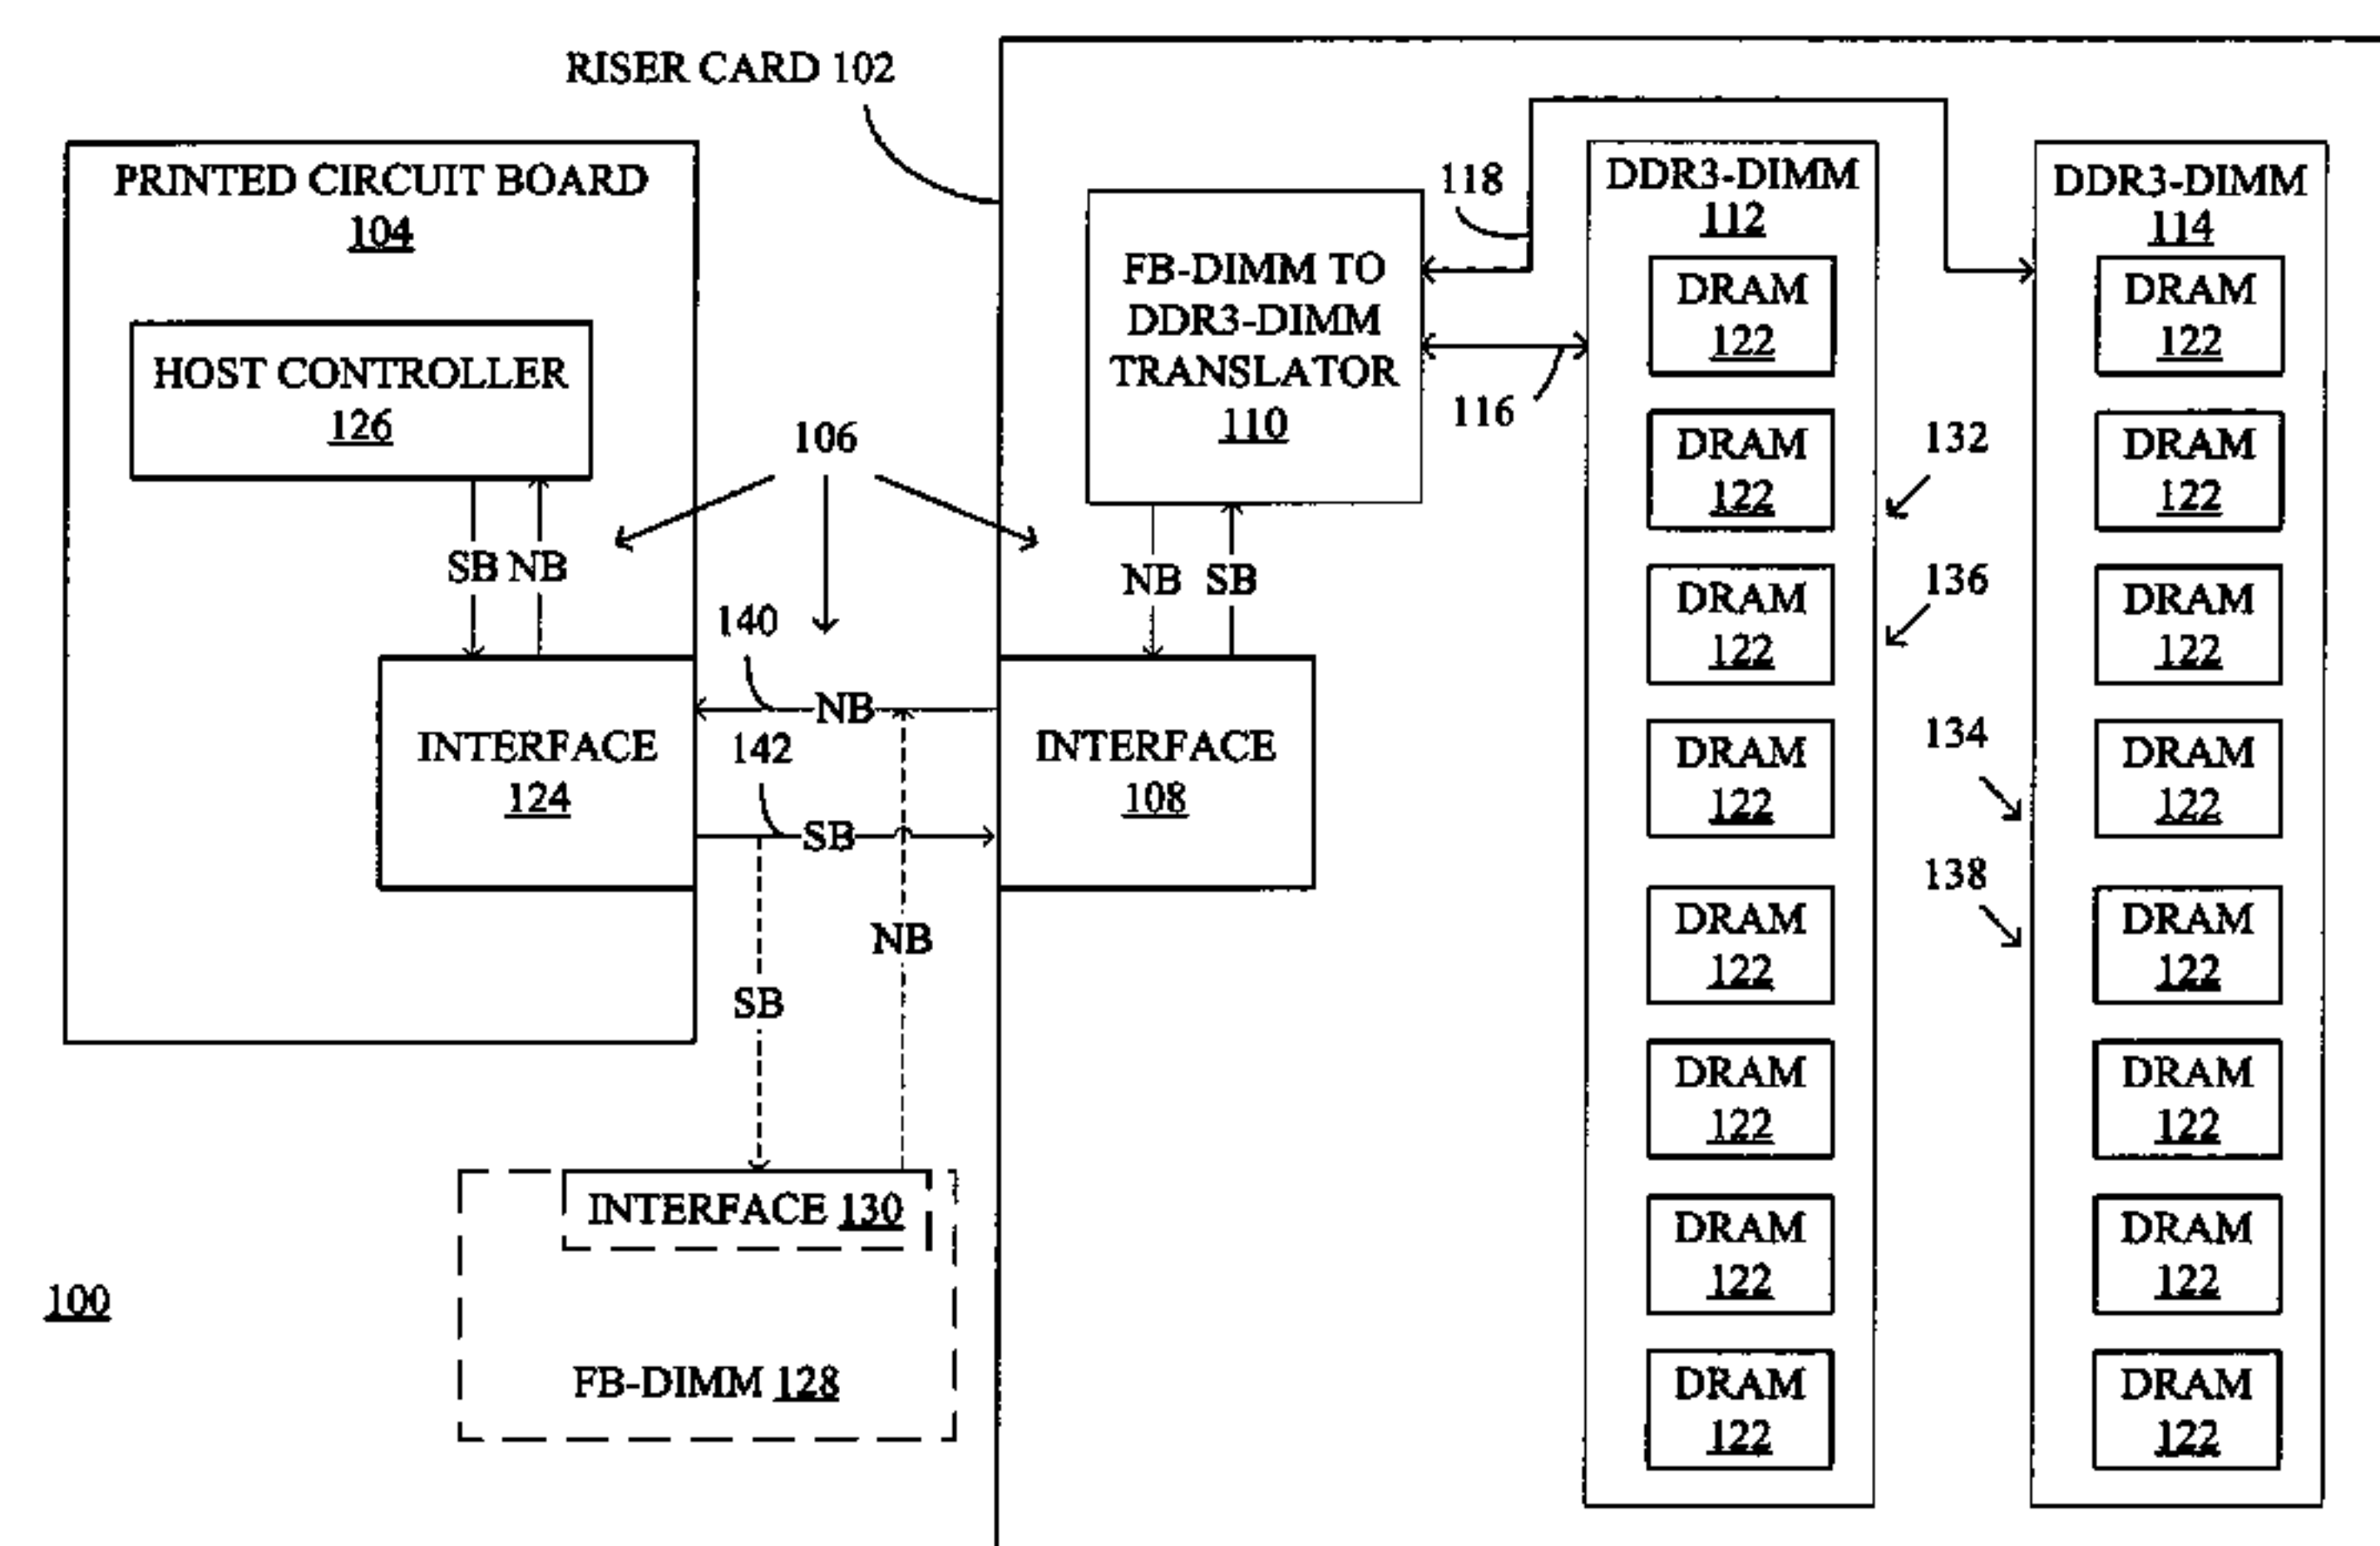 RISER CARD 102
PRINTED CIRCUIT BOARD
104
HOST CONTROLLER
126
SB NB
106
140
NB
142
SB
INTERFACE
124
SB
NB
INTERFACE 130
FB-DIMM 128
100
FB-DIMM TO
DDR3-DIMM
TRANSLATOR
110
NB SB
INTERFACE
108
118
116
DDR3-DIMM
112
DRAM
122
DRAM
122
DRAM
122
DRAM
122
DRAM
122
DRAM
122
DRAM
122
DRAM
122
132
136
134
138
DDR3-DIMM
114
DRAM
122
DRAM
122
DRAM
122
DRAM
122
DRAM
122
DRAM
122
DRAM
122
DRAM
122